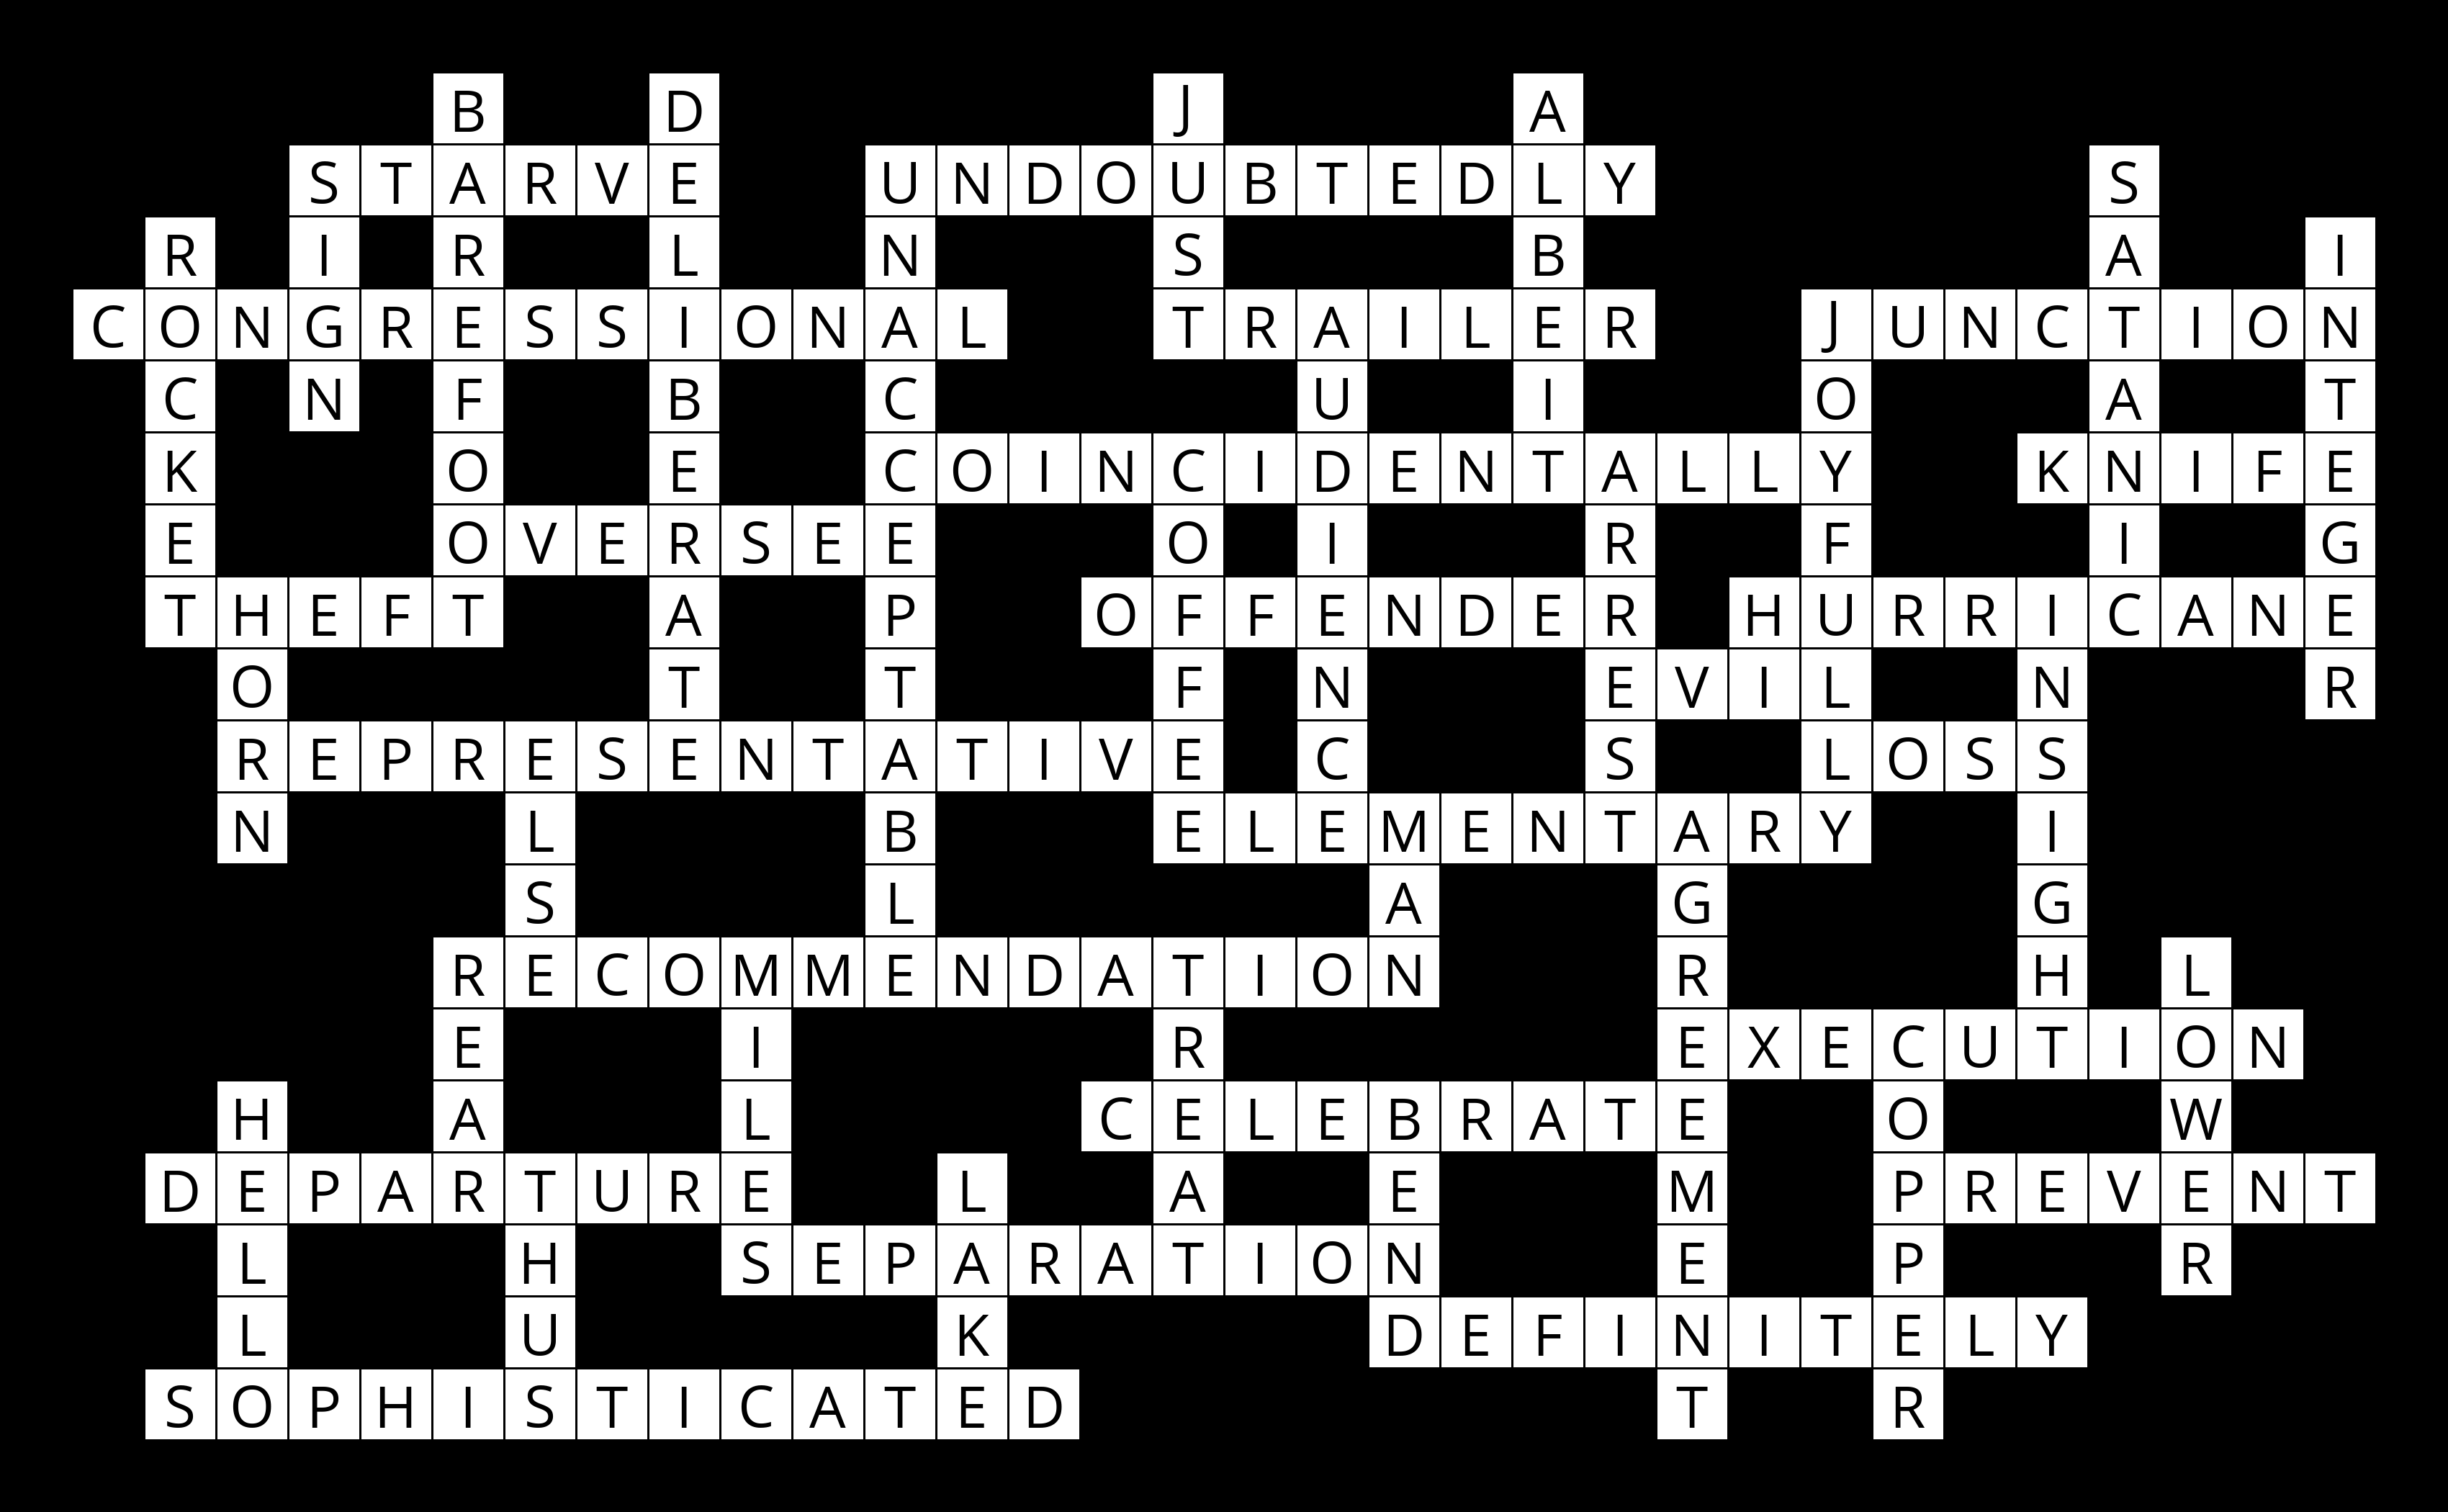 B D J A
STARVE UNDOUBTEDLY S
R I R L N S B A I
CONGRESSIONAL TRAILER JUNCTION
C N F B C U I O A T
K O E COINCIDENTALLY KNIFE
E OVERSEE O I R F I G
THEFT A P OFFENDER HURRICANE
O T T F N EVIL N R
REPRESENTATIVE C S LOSS
N L B ELEMENTARY I
S L A G G
RECOMMENDATION R H L
E I R EXECUTION
H A L CELEBRATE O W
DEPARTURE L A E M PREVENT
L H SEPARATION E P R
L U K DEFINITELY
SOPHISTICATED T R